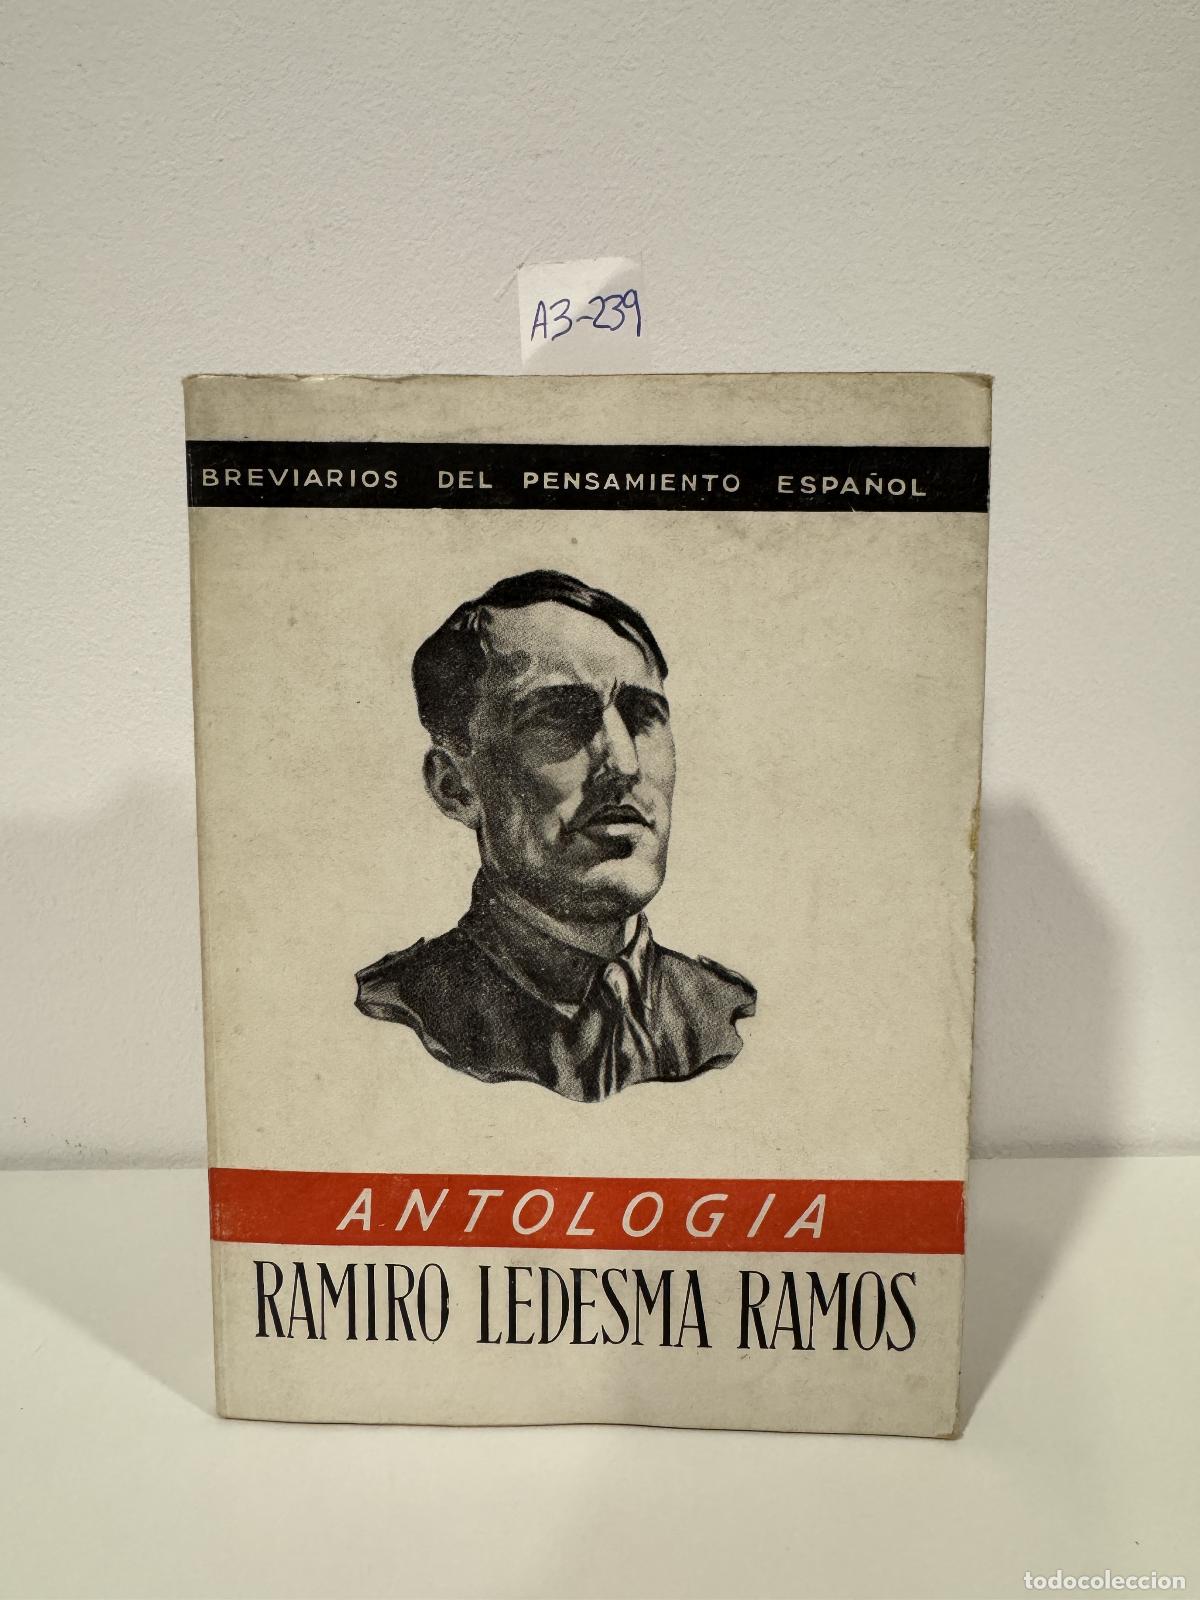 A3-239
BREVIARIOS DEL PENSAMIENTO ESPAÑOL
ANTOLOGIA
RAMIRO LEDESMA RAMOS
todocoleccion